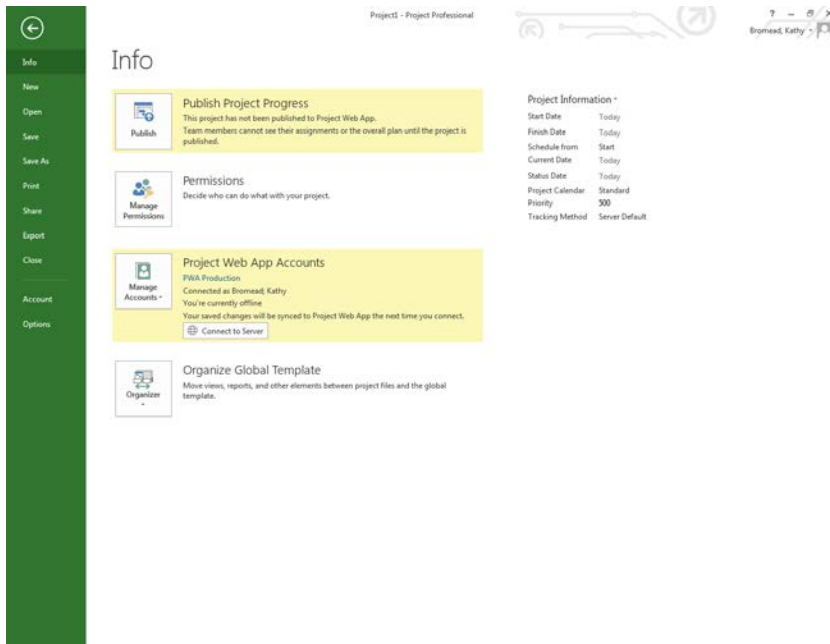 Project1 - Project Professional
?
Bromead, Kathy
Info
New
Open
Save
Save As
Print
Share
Export
Close
Account
Options
Info
Publish
Publish Project Progress
This project has not been published to Project Web App.
Team members cannot see their assignments or the overall plan until the project is
published.
Manage
Permissions
Permissions
Decide who can do what with your project.
Manage
Accounts
Project Web App Accounts
PWA Production
Connected as Bromead; Kathy
You're currently offline
Your saved changes will be synced to Project Web App the next time you connect.
Connect to Server
Organizer
Organize Global Template
Move views, reports, and other elements between project files and the global
template.
Project Information
Start Date Today
Finish Date Today
Schedule from Start
Current Date Today
Status Date Today
Project Calendar Standard
Priority 500
Tracking Method Server Default